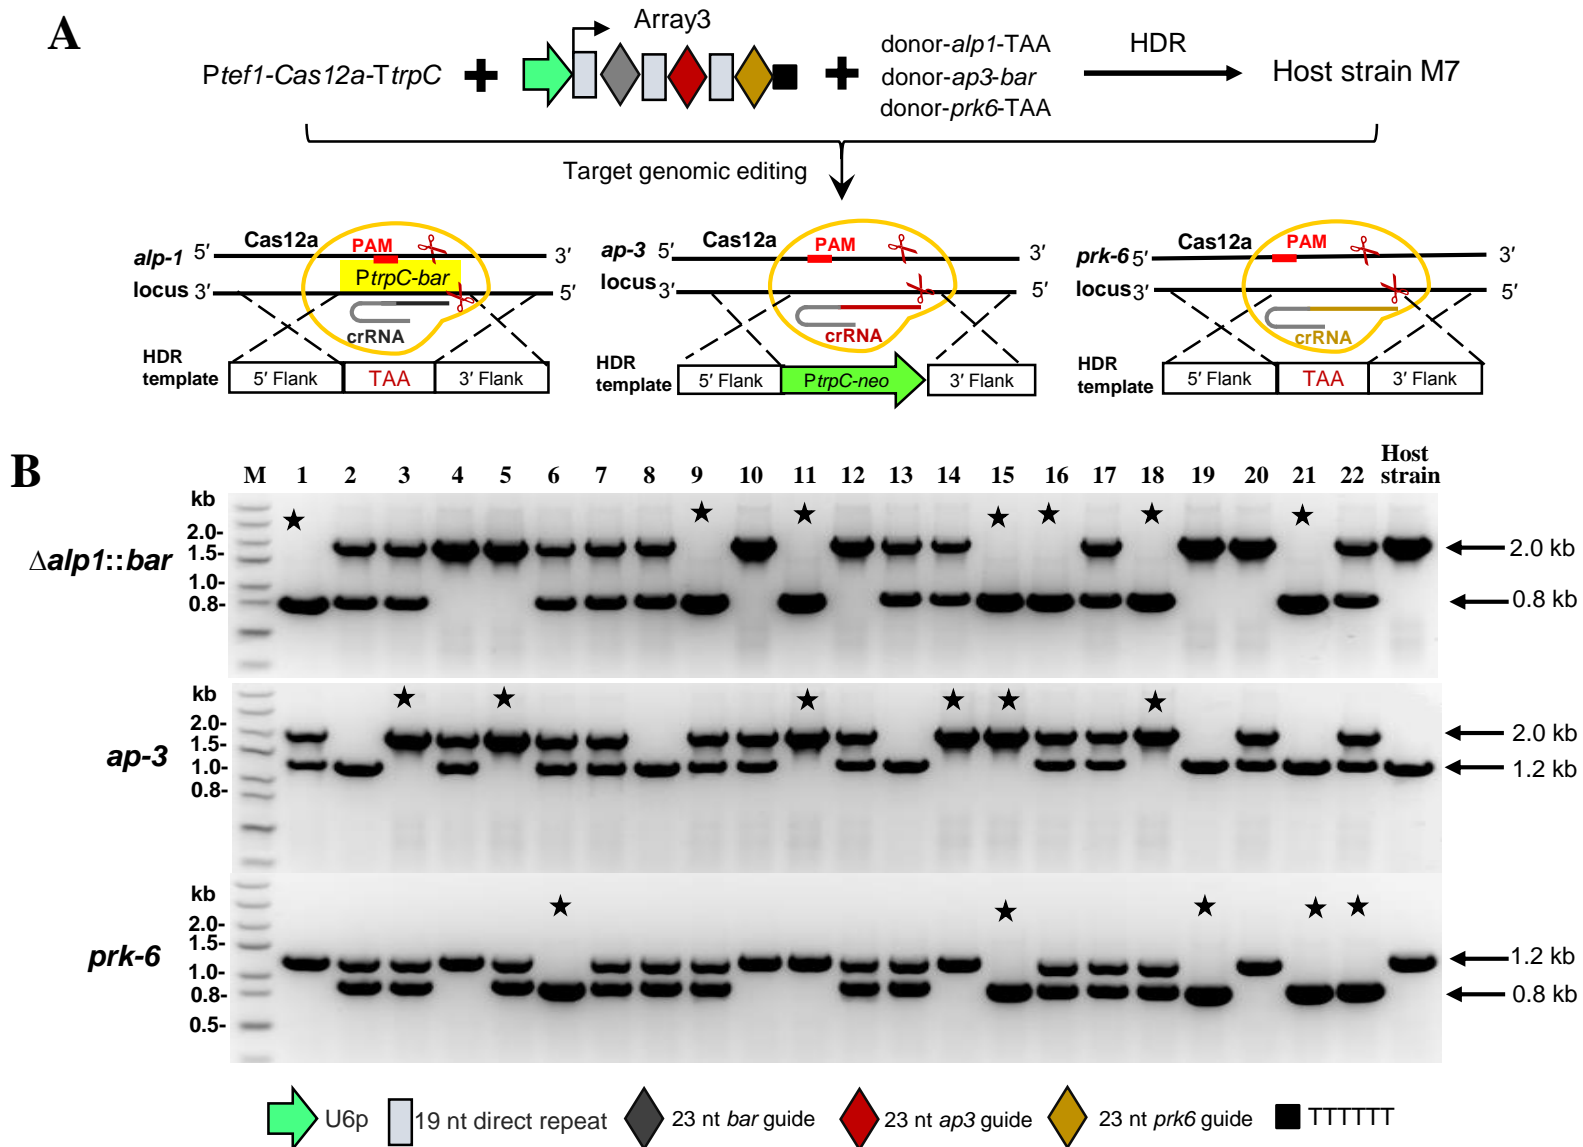 A
Array3
Ptef1-Cas12a-TtrpC
donor-alp1-TAA
donor-ap3-bar
donor-prk6-TAA
HDR
Host strain M7
Target genomic editing
alp-1
locus
5′
3′
3′
5′
Cas12a
PAM
PtrpC-bar
crRNA
HDR
template
5′ Flank
TAA
3′ Flank
ap-3
locus
5′
3′
3′
5′
Cas12a
PAM
crRNA
HDR
template
5′ Flank
PtrpC-neo
3′ Flank
prk-6
locus
5′
3′
3′
5′
Cas12a
PAM
crRNA
HDR
template
5′ Flank
TAA
3′ Flank
B
M 1 2 3 4 5 6 7 8 9 10 11 12 13 14 15 16 17 18 19 20 21 22 Host strain
Δalp1::bar
kb
2.0-
1.5-
1.0-
0.8-
2.0 kb
0.8 kb
ap-3
kb
2.0-
1.5-
1.0-
0.8-
2.0 kb
1.2 kb
prk-6
kb
2.0-
1.5-
1.0-
0.8-
0.5-
1.2 kb
0.8 kb
U6p
19 nt direct repeat
23 nt bar guide
23 nt ap3 guide
23 nt prk6 guide
TTTTTT